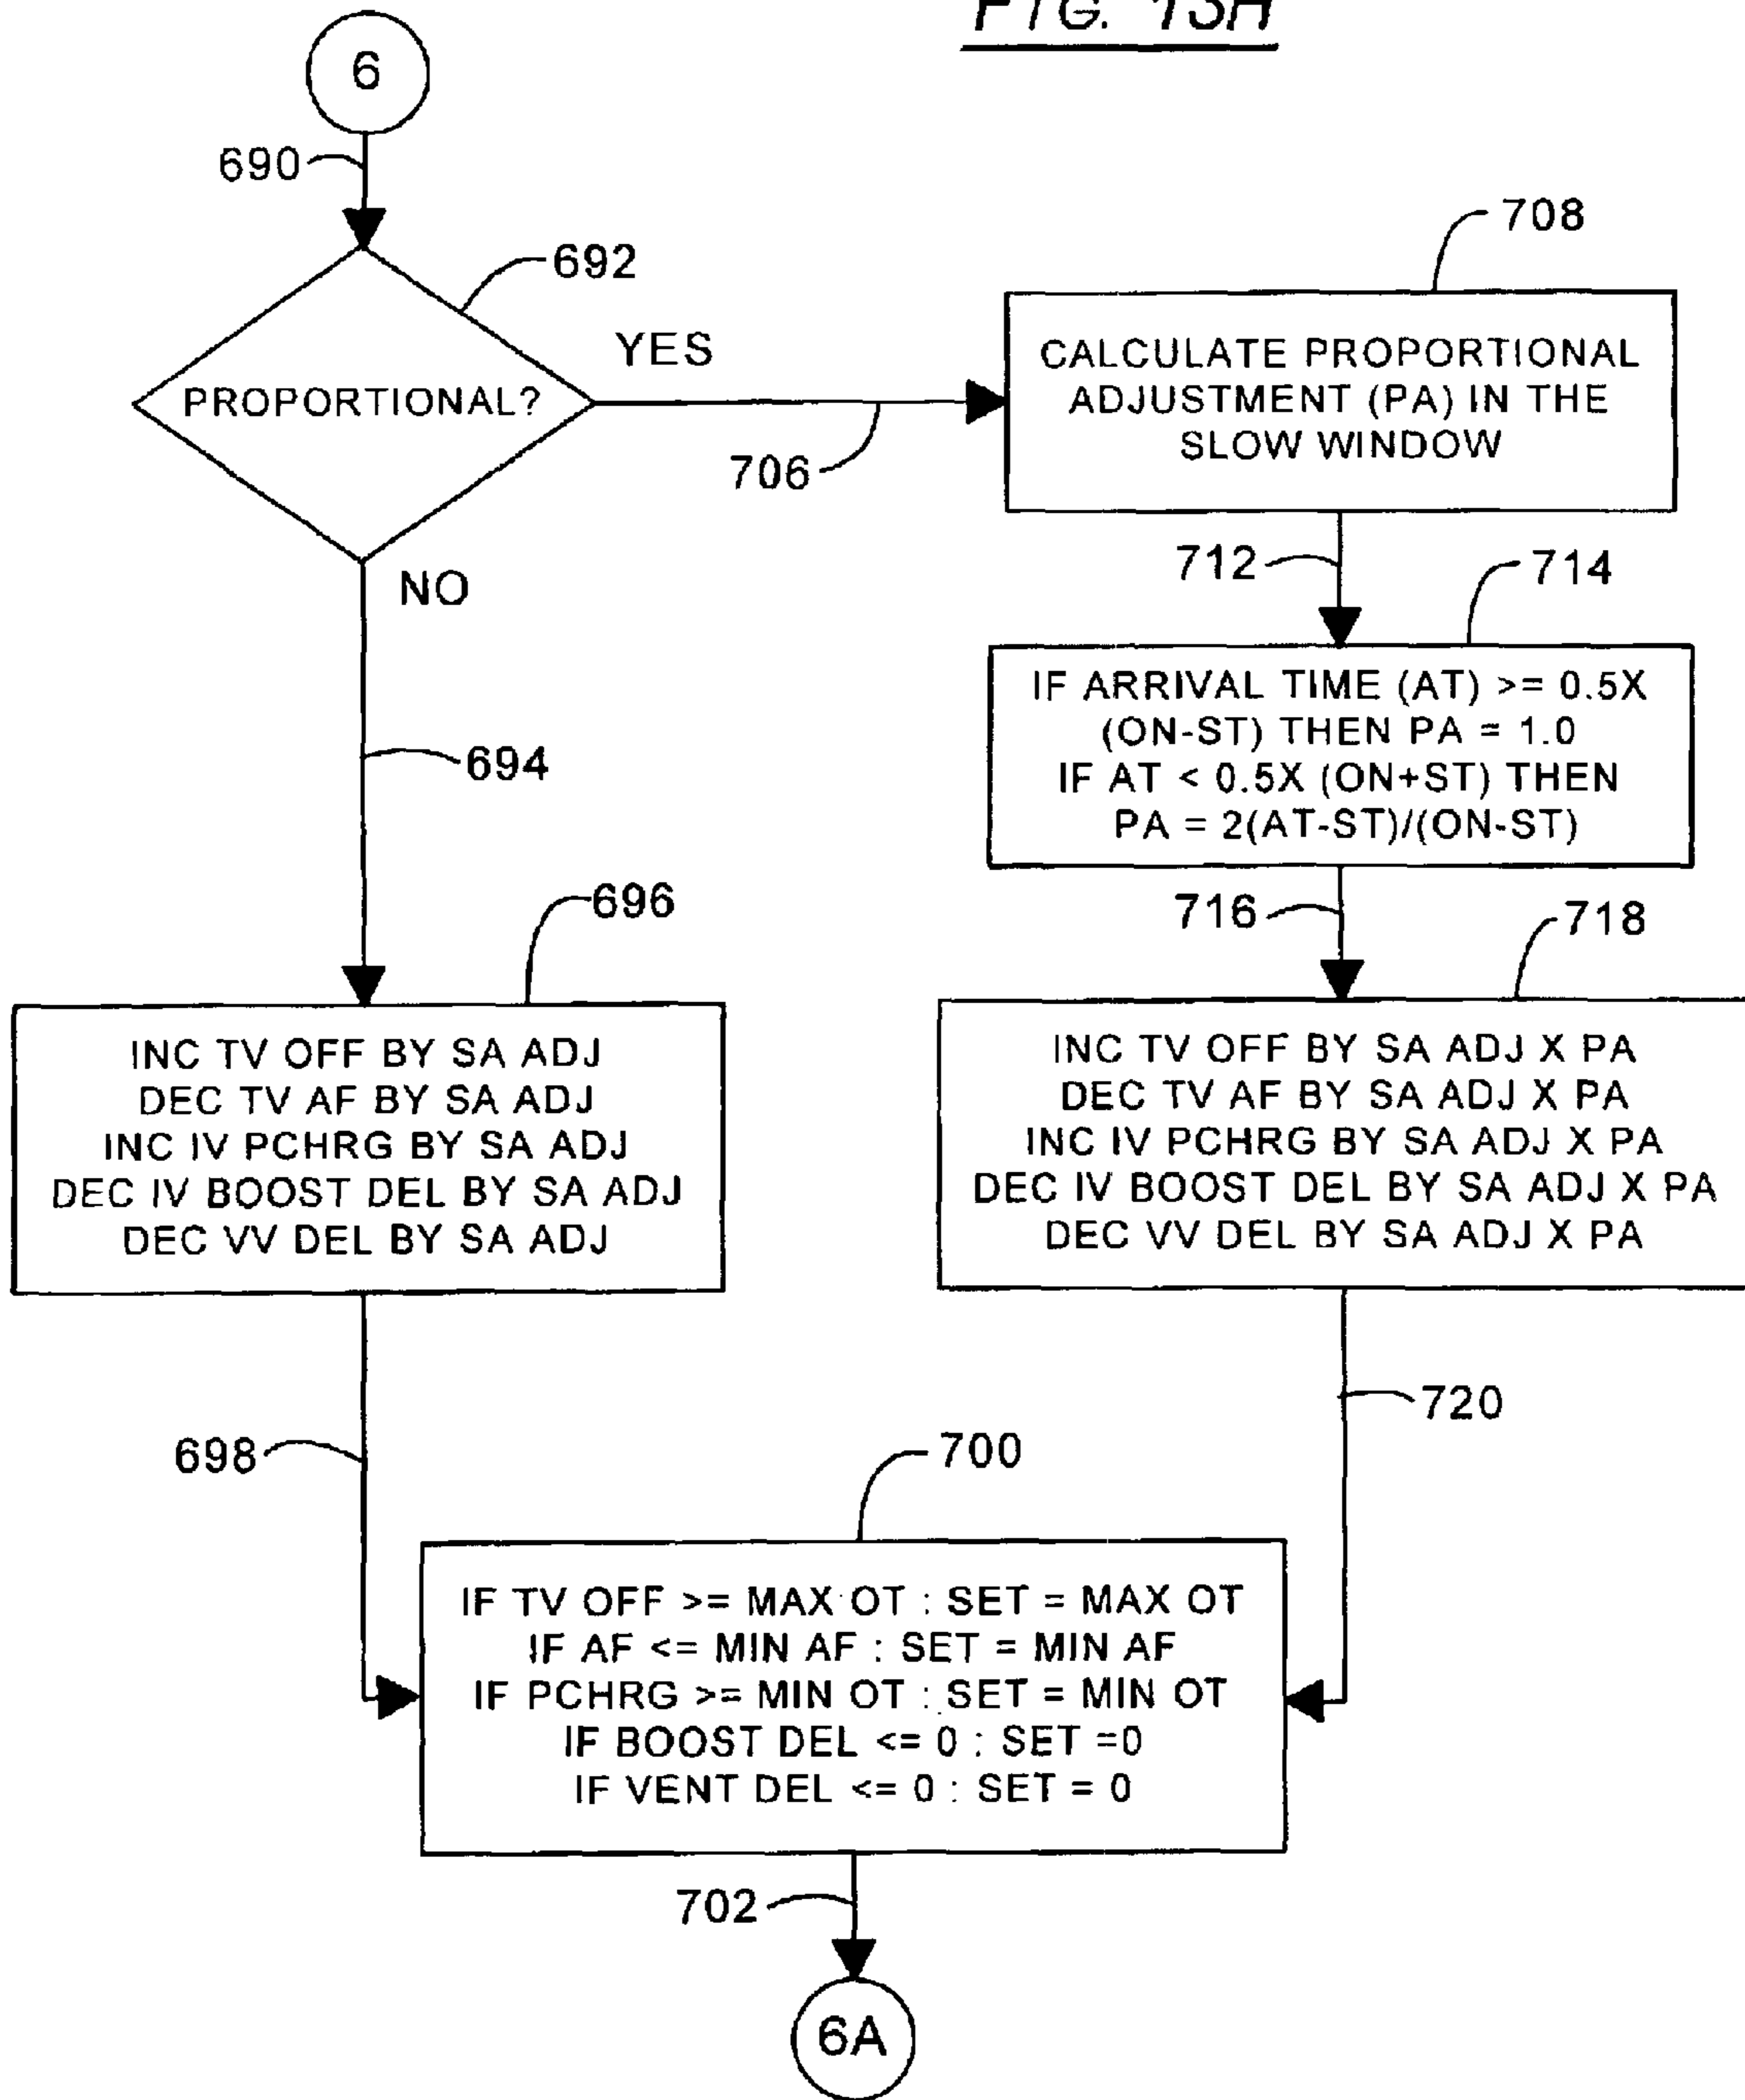 FIG. 13A
6
690
692
YES
708
PROPORTIONAL?
CALCULATE PROPORTIONAL
ADJUSTMENT (PA) IN THE
SLOW WINDOW
706
NO
712
714
IF ARRIVAL TIME (AT) >= 0.5X
(ON-ST) THEN PA = 1.0
IF AT < 0.5X (ON+ST) THEN
PA = 2(AT-ST)/(ON-ST)
694
696
716
718
INC TV OFF BY SA ADJ
DEC TV AF BY SA ADJ
INC IV PCHRG BY SA ADJ
DEC IV BOOST DEL BY SA ADJ
DEC VV DEL BY SA ADJ
INC TV OFF BY SA ADJ X PA
DEC TV AF BY SA ADJ X PA
INC IV PCHRG BY SA ADJ X PA
DEC IV BOOST DEL BY SA ADJ X PA
DEC VV DEL BY SA ADJ X PA
698
700
720
IF TV OFF >= MAX OT : SET = MAX OT
IF AF <= MIN AF : SET = MIN AF
IF PCHRG >= MIN OT : SET = MIN OT
IF BOOST DEL <= 0 : SET =0
IF VENT DEL <= 0 : SET = 0
702
6A